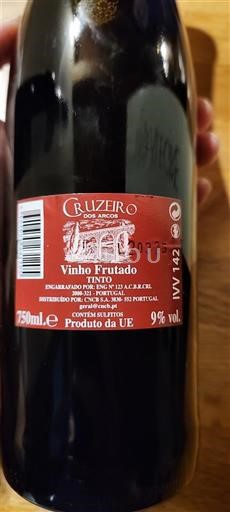 CRUZEIRO
DOS ARCOS
Vinho Frutado
TINTO
ENGARRAFADO POR: ENG Nº 123 A.C.B.R.CRL
2000-321 - PORTUGAL
DISTRIBUÍDO POR: CNCB S.A. 3830- 552 PORTUGAL
geral@cncb.pt
CONTÉM SULFITOS
750ml.e Produto da UE 9% vol.
IVV 142